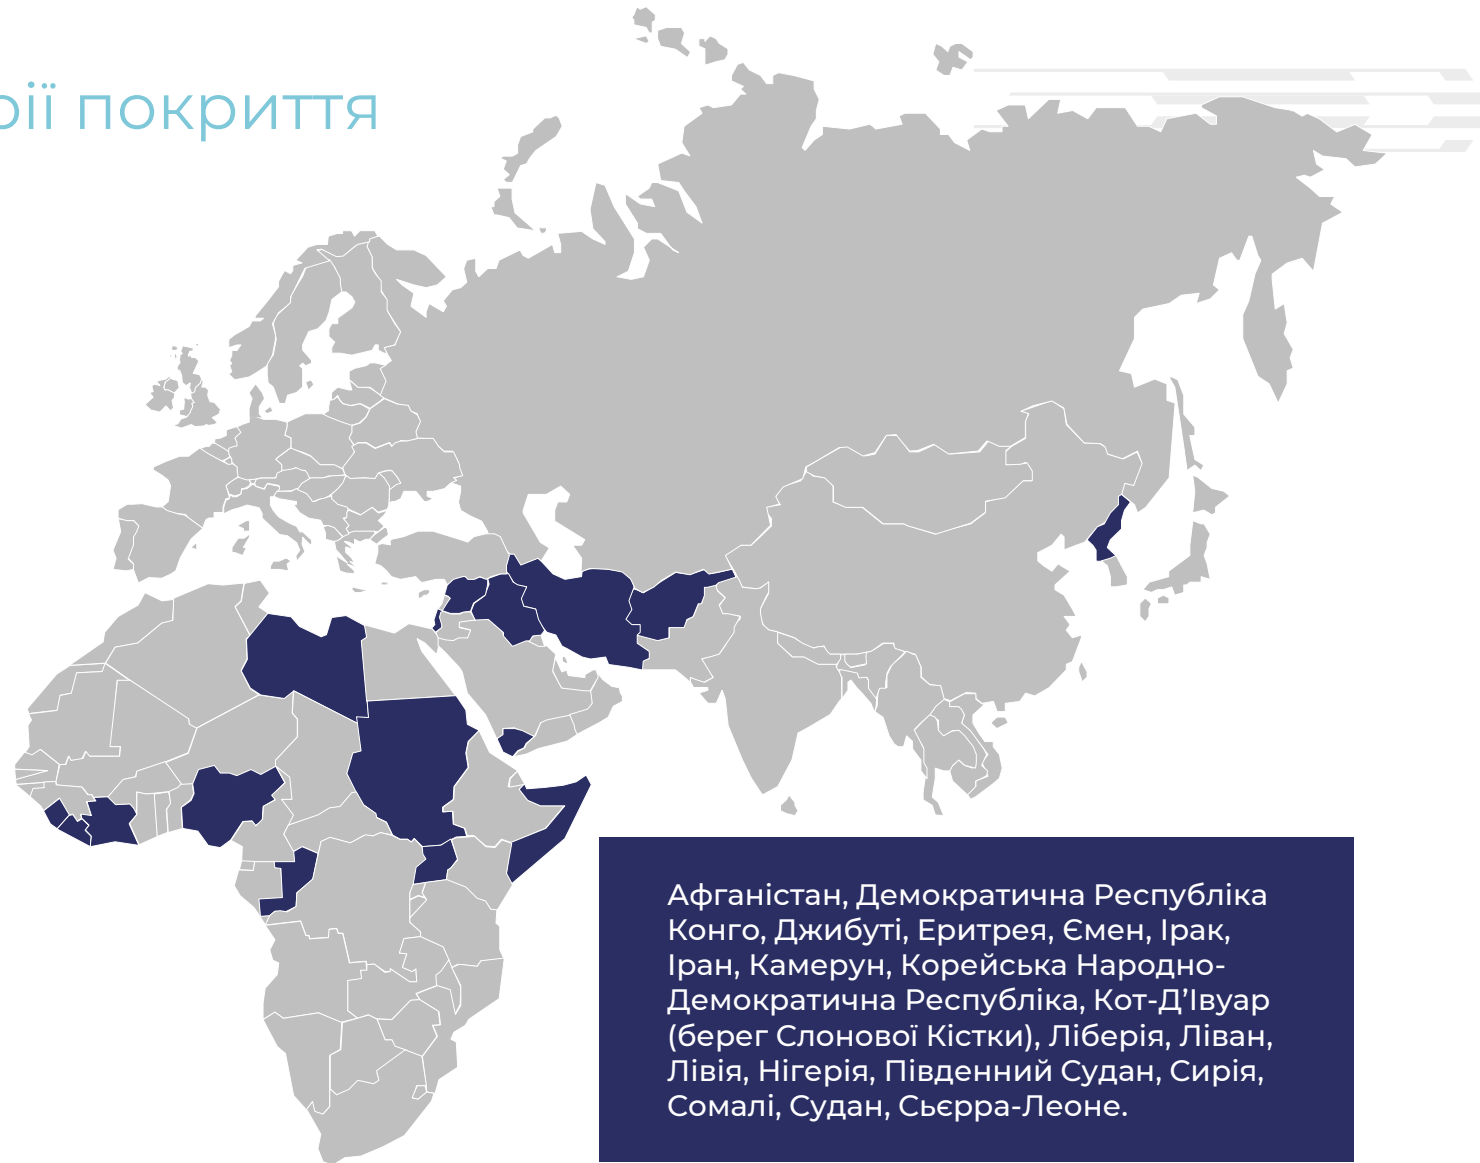 рії покриття
Афганістан, Демократична Республіка
Конго, Джибуті, Еритрея, Ємен, Ірак,
Іран, Камерун, Корейська Народно-
Демократична Республіка, Кот-Д’Івуар
(берег Слонової Кістки), Ліберія, Ліван,
Лівія, Нігерія, Південний Судан, Сирія,
Сомалі, Судан, Сьєрра-Леоне.